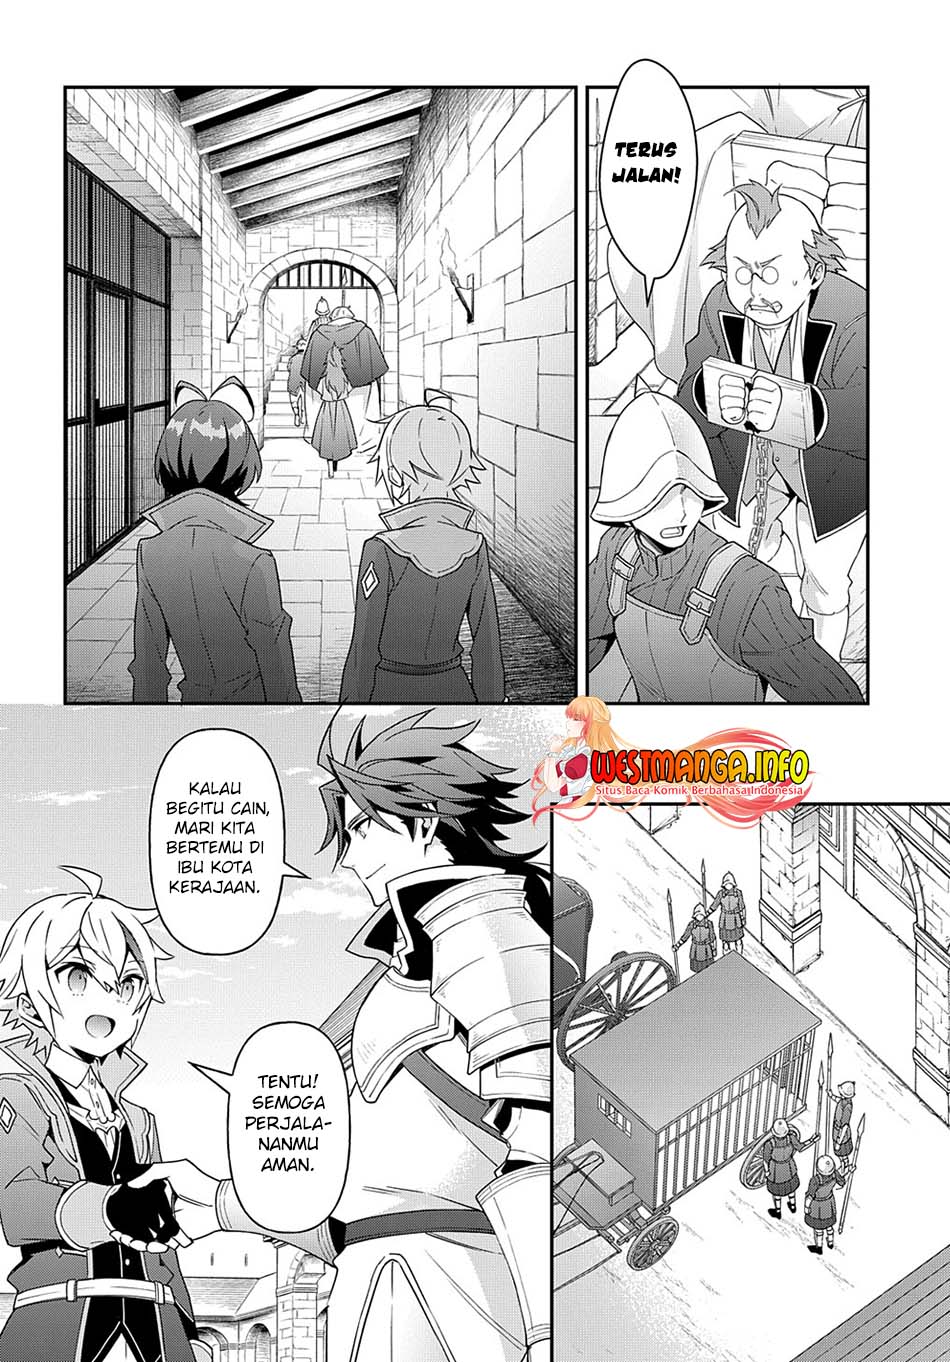 TERUS
JALAN!
WESTMANGA.INFO
Situs Baca Komik Berbahasa Indonesia
KALAU
BEGITU CAIN,
MARI KITA
BERTEMU DI
IBU KOTA
KERAJAAN.
TENTU!
SEMOGA
PERJALA-
NANMU
AMAN.